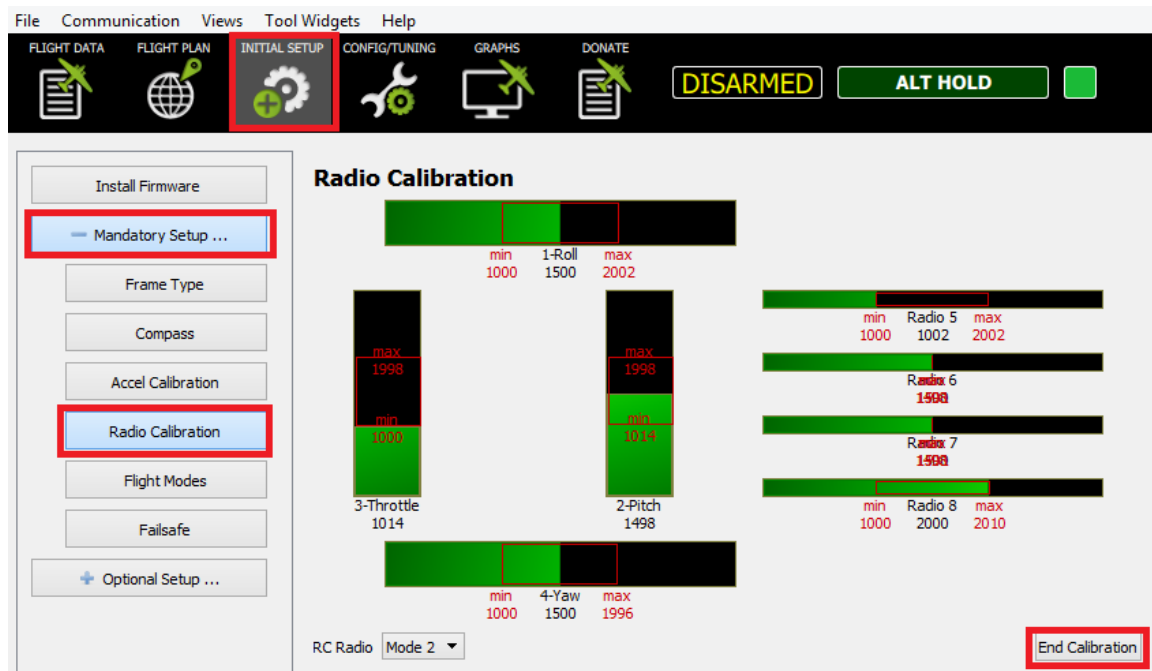 File Communication Views Tool Widgets Help
FLIGHT DATA FLIGHT PLAN INITIAL SETUP CONFIG/TUNING GRAPHS DONATE
DISARMED ALT HOLD
Install Firmware
Mandatory Setup ...
Frame Type
Compass
Accel Calibration
Radio Calibration
Flight Modes
Failsafe
Optional Setup ...
Radio Calibration
min 1-Roll max
1000 1500 2002
max
1998
min
1000
3-Throttle
1014
max
1998
min
1014
2-Pitch
1498
min 4-Yaw max
1000 1500 1996
min Radio 5 max
1000 1002 2002
Radio 6
Radio 7
min Radio 8 max
1000 2000 2010
RC Radio Mode 2
End Calibration